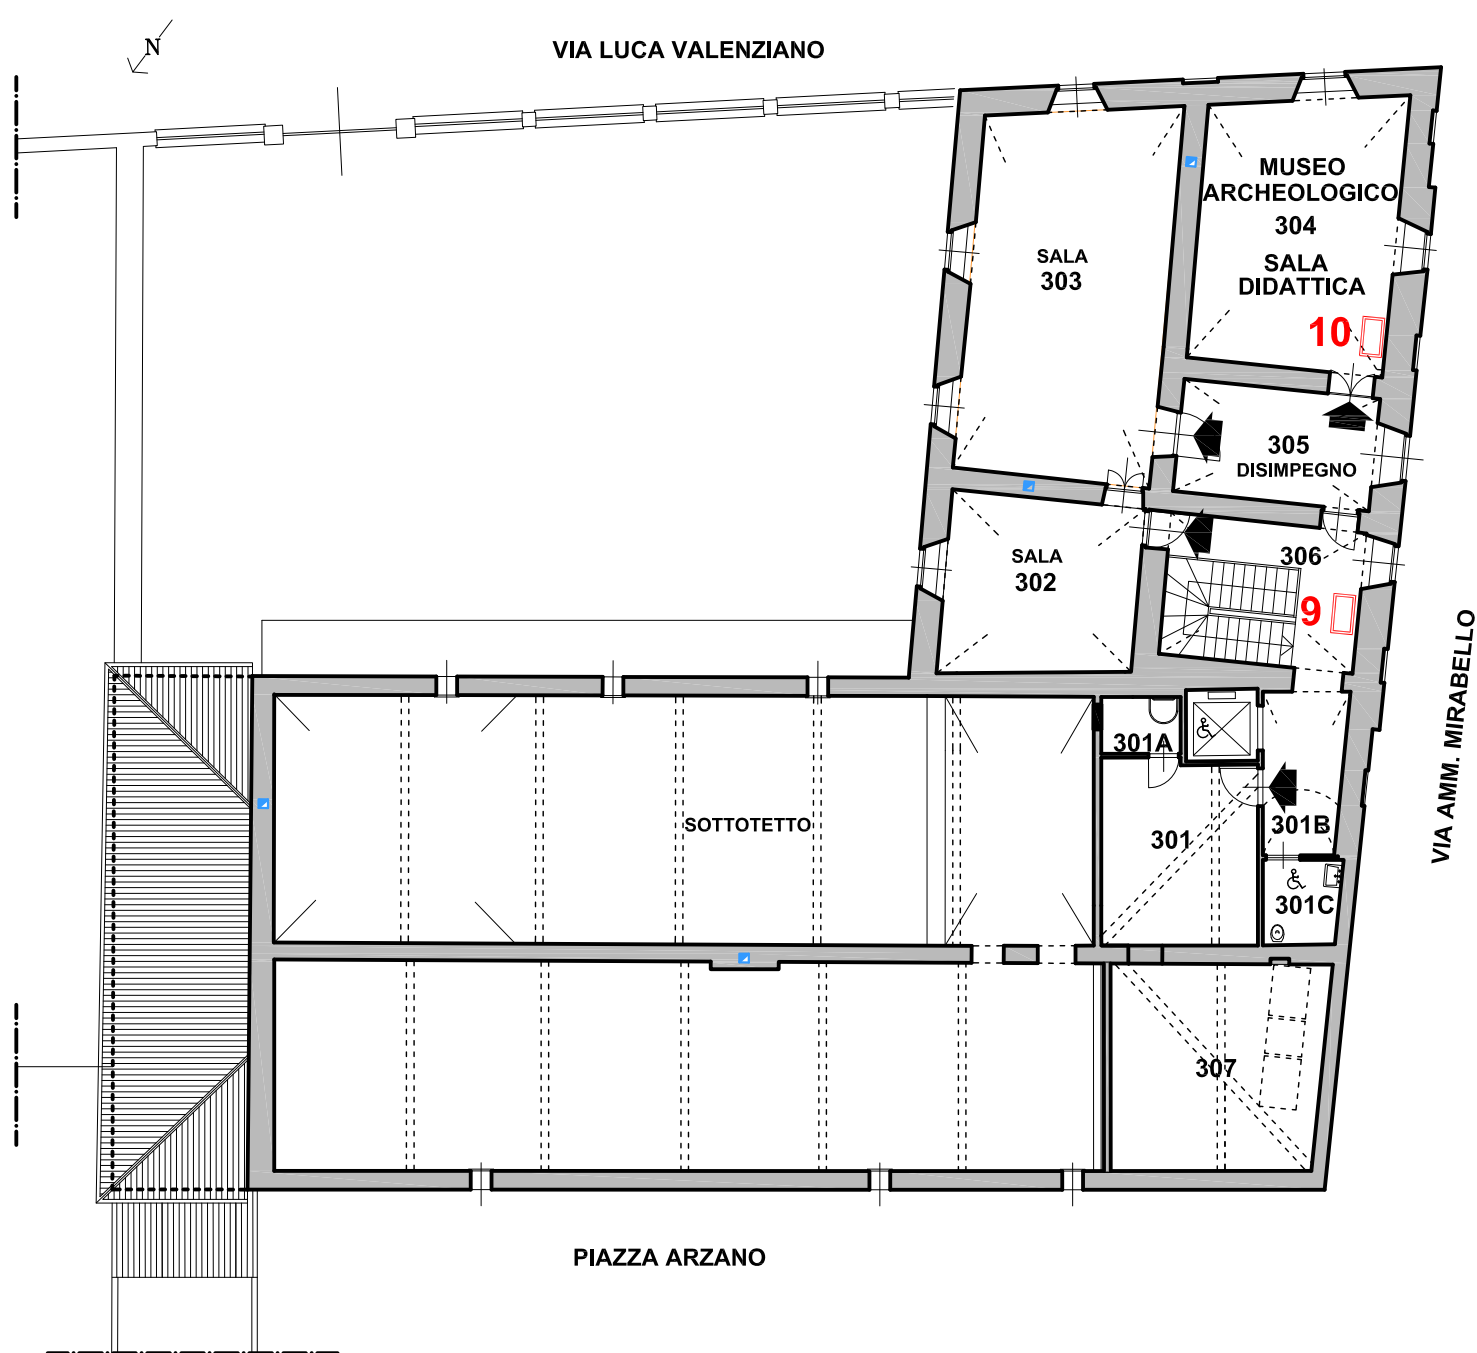 N
VIA LUCA VALENZIANO
MUSEO
ARCHEOLOGICO
304
SALA
DIDATTICA
10
SALA
303
305
DISIMPEGNO
SALA
302
306
9
VIA AMM. MIRABELLO
301A
SOTTOTETTO
301
301B
301C
307
PIAZZA ARZANO